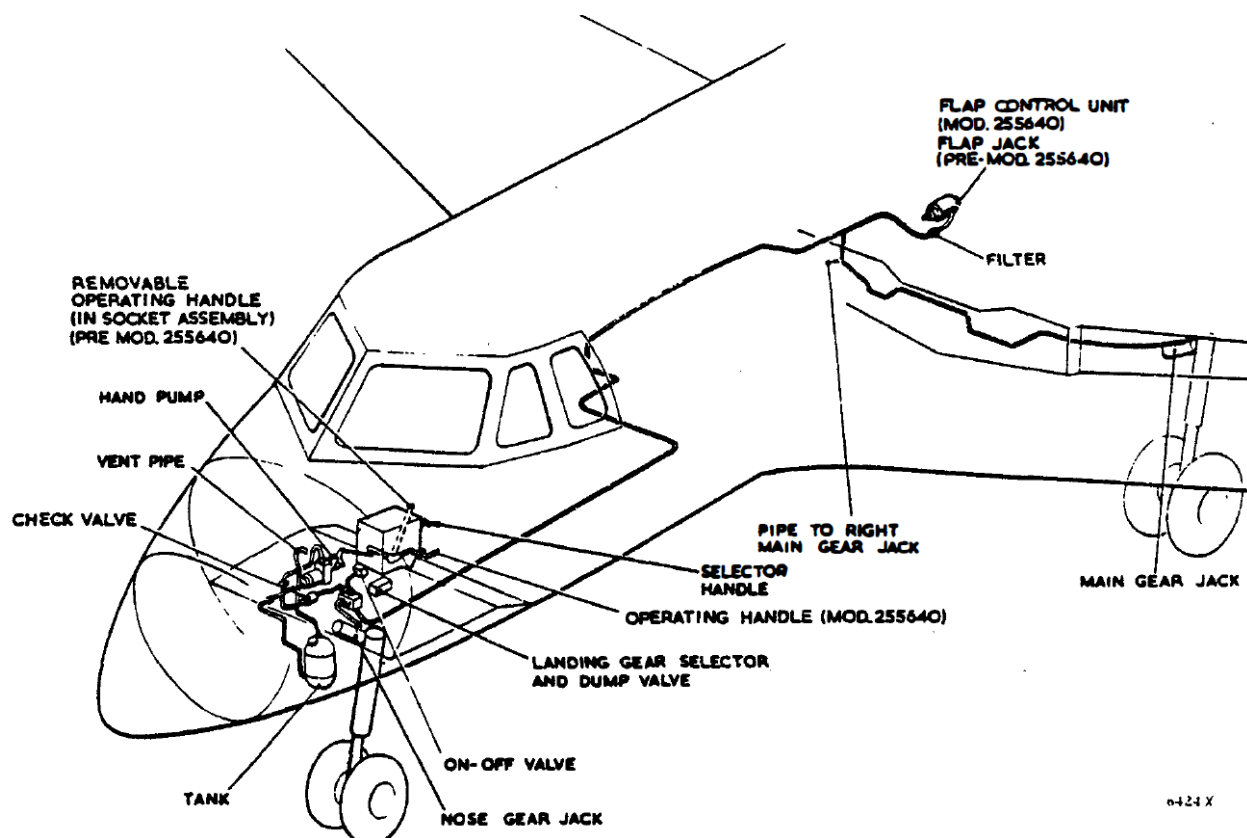 FLAP CONTROL UNIT
(MOD. 255640)
FLAP JACK
(PRE-MOD. 255640)
FILTER
REMOVABLE
OPERATING HANDLE
(IN SOCKET ASSEMBLY)
(PRE MOD. 255640)
HAND PUMP
VENT PIPE
CHECK VALVE
PIPE TO RIGHT
MAIN GEAR JACK
MAIN GEAR JACK
SELECTOR
HANDLE
OPERATING HANDLE (MOD. 255640)
LANDING GEAR SELECTOR
AND DUMP VALVE
ON-OFF VALVE
TANK
NOSE GEAR JACK
6424 X